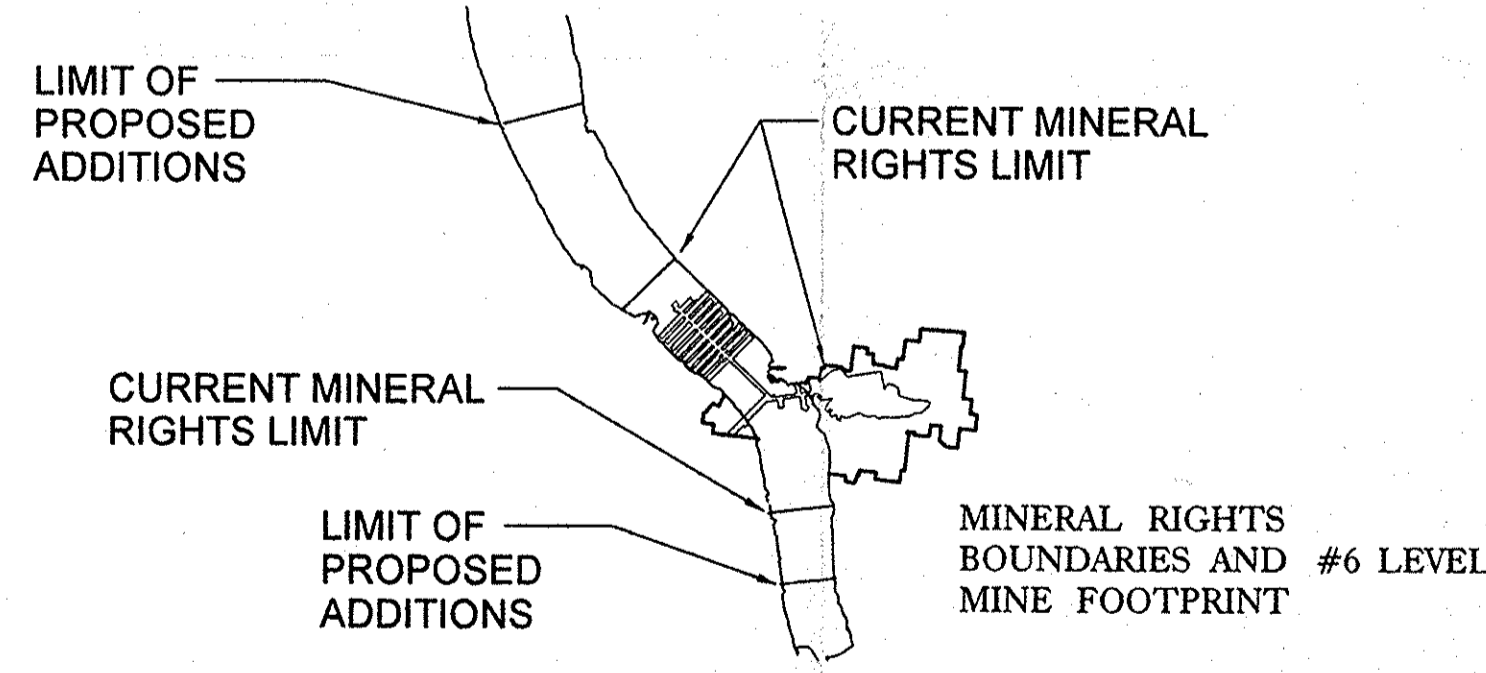 LIMIT OF
PROPOSED
ADDITIONS
CURRENT MINERAL
RIGHTS LIMIT
CURRENT MINERAL
RIGHTS LIMIT
LIMIT OF
PROPOSED
ADDITIONS
MINERAL RIGHTS
BOUNDARIES AND #6 LEVEL
MINE FOOTPRINT